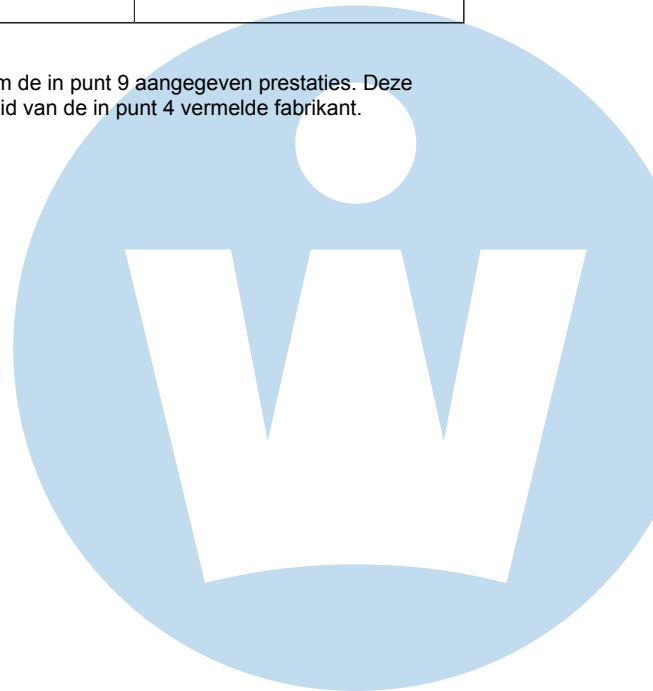 m de in punt 9 aangegeven prestaties. Deze
id van de in punt 4 vermelde fabrikant.